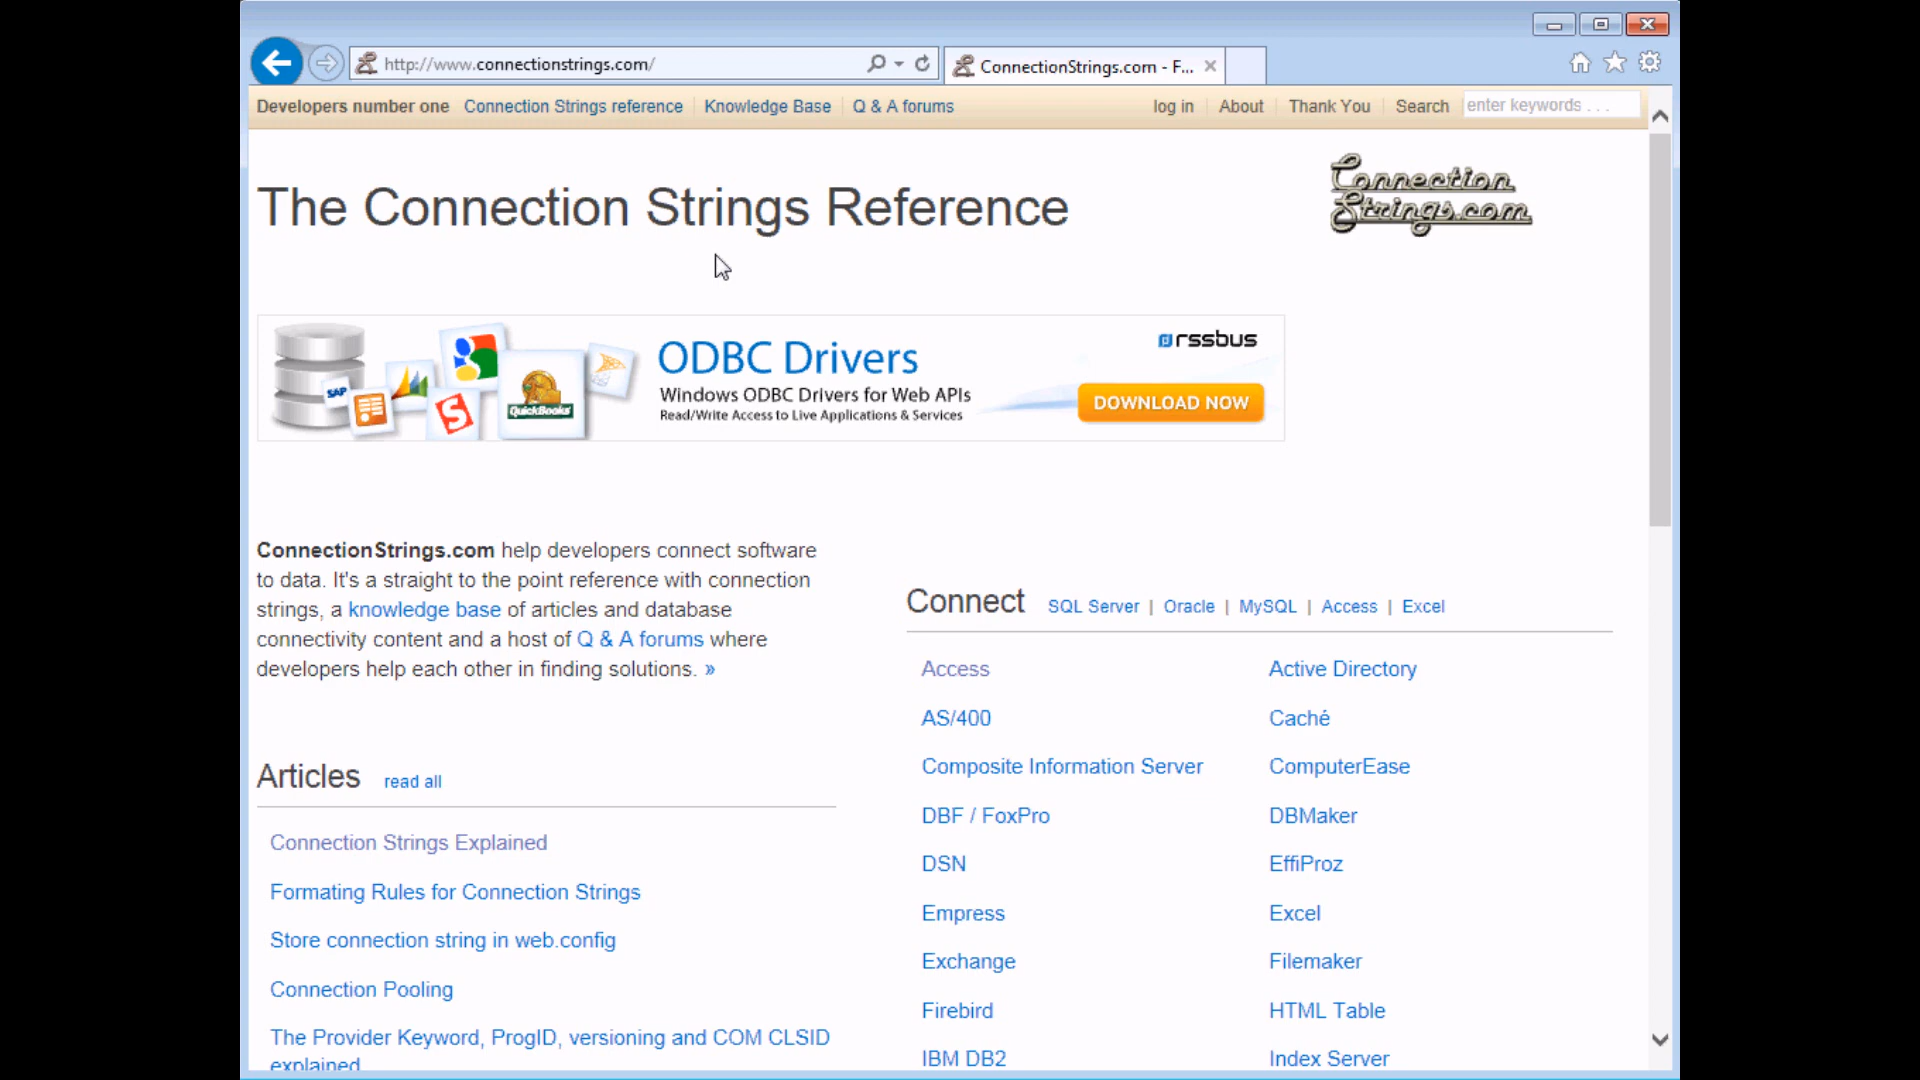 http://www.connectionstrings.com/
ConnectionStrings.com - F...
Developers number one Connection Strings reference Knowledge Base Q & A forums log in About Thank You Search enter keywords . . .
The Connection Strings Reference
Connection
Strings.com
ODBC Drivers
Windows ODBC Drivers for Web APIs
Read/Write Access to Live Applications & Services
rssbus
DOWNLOAD NOW
SAP
QuickBooks
ConnectionStrings.com help developers connect software
to data. It's a straight to the point reference with connection
strings, a knowledge base of articles and database
connectivity content and a host of Q & A forums where
developers help each other in finding solutions. »
Articles read all
Connection Strings Explained
Formating Rules for Connection Strings
Store connection string in web.config
Connection Pooling
The Provider Keyword, ProgID, versioning and COM CLSID
explained
Connect SQL Server | Oracle | MySQL | Access | Excel
Access Active Directory
AS/400 Caché
Composite Information Server ComputerEase
DBF / FoxPro DBMaker
DSN EffiProz
Empress Excel
Exchange Filemaker
Firebird HTML Table
IBM DB2 Index Server